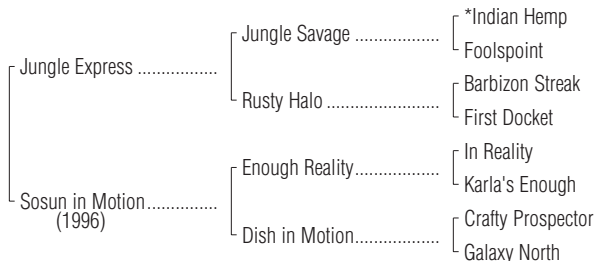 *Indian Hemp
Jungle Savage ..................
Foolspoint
Jungle Express .................
Barbizon Streak
Rusty Halo ........................
First Docket
In Reality
Enough Reality...................
Karla's Enough
Sosun in Motion...............
(1996)
Crafty Prospector
Dish in Motion...................
Galaxy North